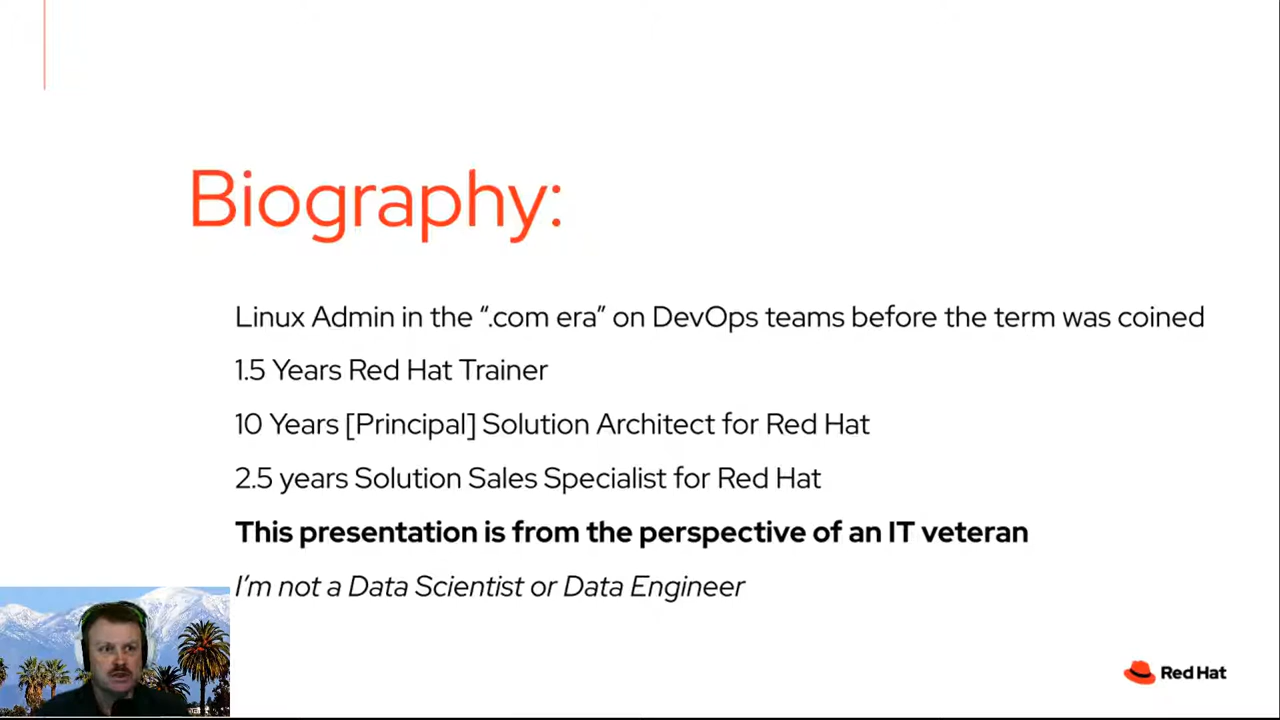 Biography:
Linux Admin in the “.com era” on DevOps teams before the term was coined
1.5 Years Red Hat Trainer
10 Years [Principal] Solution Architect for Red Hat
2.5 years Solution Sales Specialist for Red Hat
This presentation is from the perspective of an IT veteran
I’m not a Data Scientist or Data Engineer
Red Hat